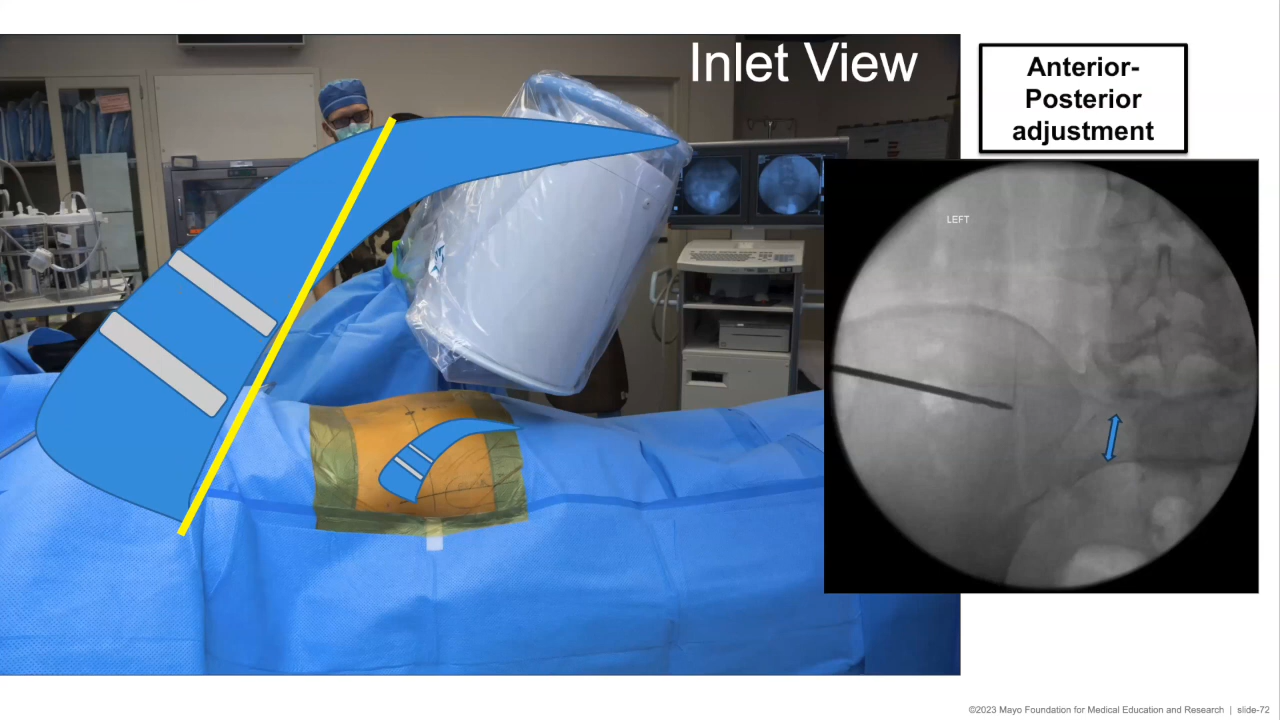 Inlet View
Anterior-
Posterior
adjustment
LEFT
©2023 Mayo Foundation for Medical Education and Research | slide-72